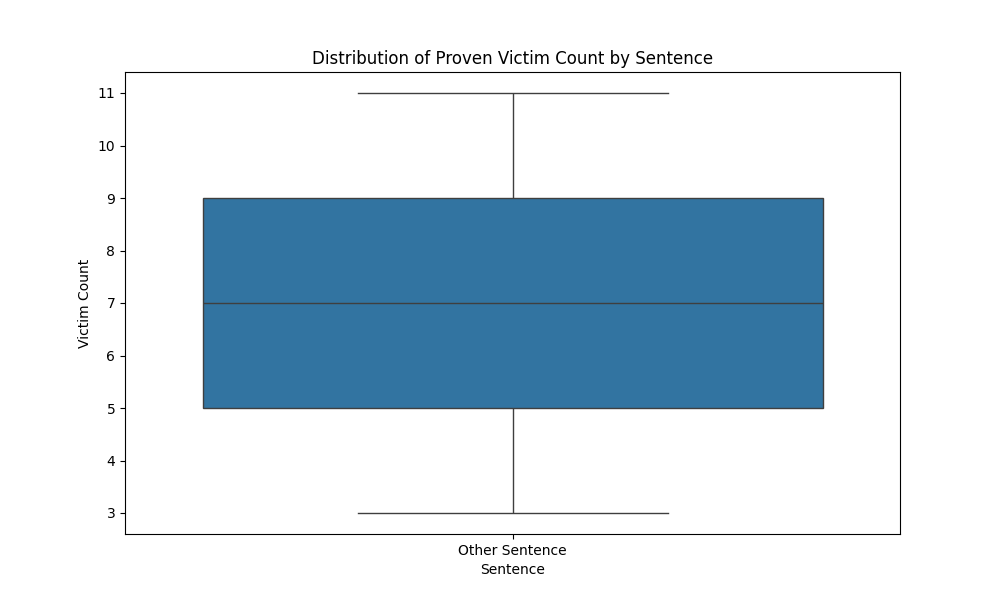 Distribution of Proven Victim Count by Sentence
Victim Count
11
10
9
8
7
6
5
4
3
Other Sentence
Sentence